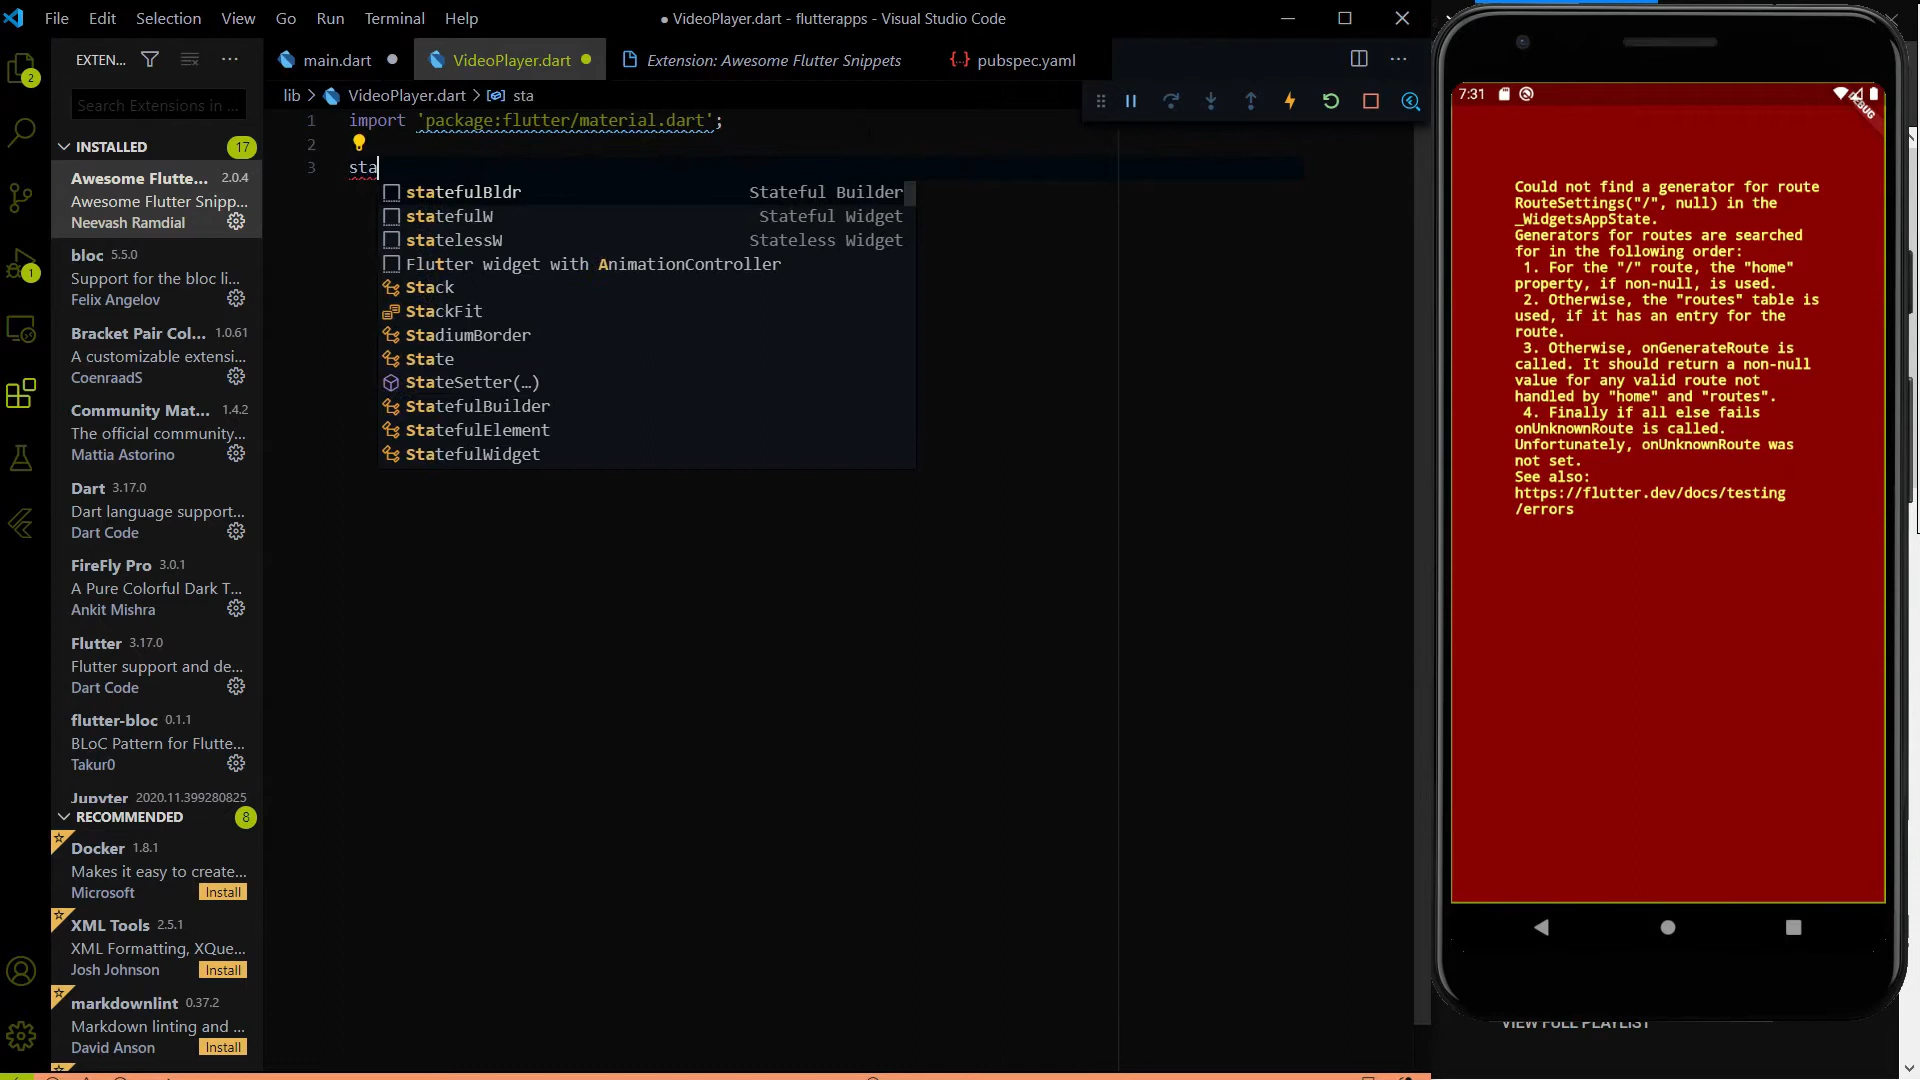 File Edit Selection View Go Run Terminal Help
● VideoPlayer.dart - flutterapps - Visual Studio Code
EXTEN...
Search Extensions in ...
INSTALLED 17
Awesome Flutte... 2.0.4
Awesome Flutter Snipp...
Neevash Ramdial
bloc 5.5.0
Support for the bloc li...
Felix Angelov
Bracket Pair Col... 1.0.61
A customizable extensi...
CoenraadS
Community Mat... 1.4.2
The official community...
Mattia Astorino
Dart 3.17.0
Dart language support...
Dart Code
FireFly Pro 3.0.1
A Pure Colorful Dark T...
Ankit Mishra
Flutter 3.17.0
Flutter support and de...
Dart Code
flutter-bloc 0.1.1
BLoC Pattern for Flutte...
Takur0
Jupyter 2020.11.399280825
RECOMMENDED 8
Docker 1.8.1
Makes it easy to create...
Microsoft Install
XML Tools 2.5.1
XML Formatting, XQue...
Josh Johnson Install
markdownlint 0.37.2
Markdown linting and ...
David Anson Install
2
1
main.dart VideoPlayer.dart Extension: Awesome Flutter Snippets {} pubspec.yaml
lib > VideoPlayer.dart > sta
1 import 'package:flutter/material.dart';
2
3 sta
statefulBldr Stateful Builder
statefulW Stateful Widget
statelessW Stateless Widget
Flutter widget with AnimationController
Stack
StackFit
StadiumBorder
State
StateSetter(…)
StatefulBuilder
StatefulElement
StatefulWidget
7:31
DEBUG
Could not find a generator for route
RouteSettings("/", null) in the
_WidgetsAppState.
Generators for routes are searched
for in the following order:
1. For the "/" route, the "home"
property, if non-null, is used.
2. Otherwise, the "routes" table is
used, if it has an entry for the
route.
3. Otherwise, onGenerateRoute is
called. It should return a non-null
value for any valid route not
handled by "home" and "routes".
4. Finally if all else fails
onUnknownRoute is called.
Unfortunately, onUnknownRoute was
not set.
See also:
https://flutter.dev/docs/testing
/errors
VIEW FULL PLAYLIST